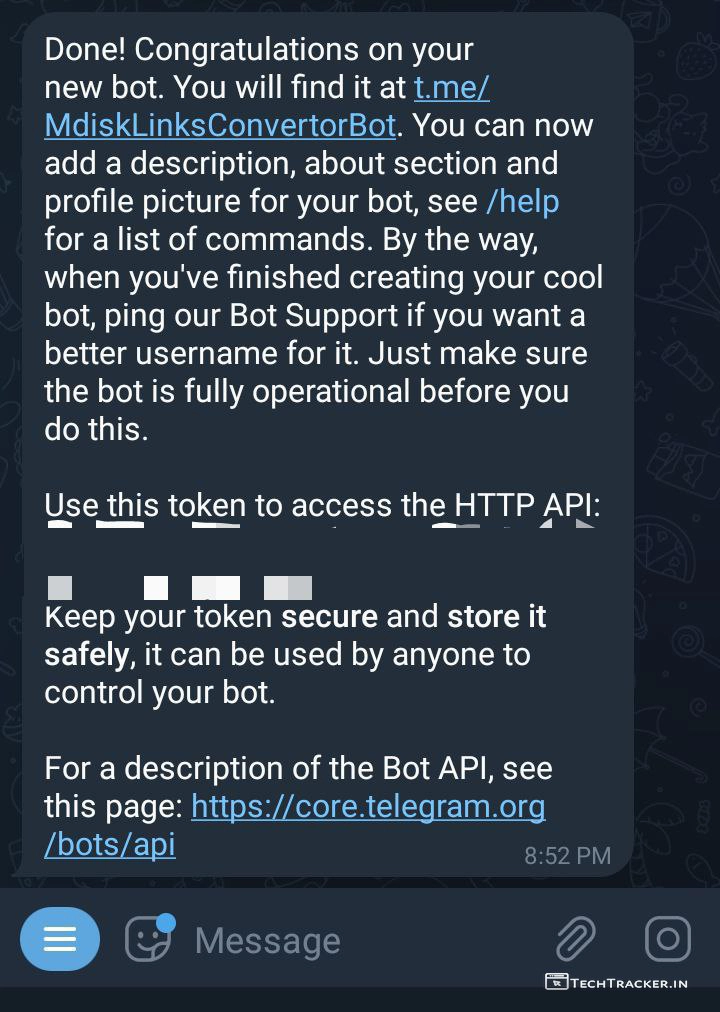 Done! Congratulations on your
new bot. You will find it at t.me/
MdiskLinksConvertorBot. You can now
add a description, about section and
profile picture for your bot, see /help
for a list of commands. By the way,
when you've finished creating your cool
bot, ping our Bot Support if you want a
better username for it. Just make sure
the bot is fully operational before you
do this.
Use this token to access the HTTP API:
Keep your token secure and store it
safely, it can be used by anyone to
control your bot.
For a description of the Bot API, see
this page: https://core.telegram.org
/bots/api
8:52 PM
Message
TechTracker.in